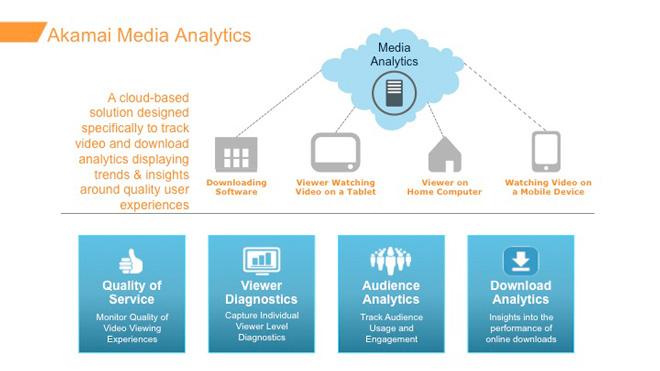 Akamai Media Analytics
Media
Analytics
A cloud-based
solution designed
specifically to track
video and download
analytics displaying
trends & insights
around quality user
experiences
Downloading
Software
Viewer Watching
Video on a Tablet
Viewer on
Home Computer
Watching Video on
a Mobile Device
Quality of
Service
Monitor Quality of
Video Viewing
Experiences
Viewer
Diagnostics
Capture Individual
Viewer Level
Diagnostics
Audience
Analytics
Track Audience
Usage and
Engagement
Download
Analytics
Insights into the
performance of
online downloads